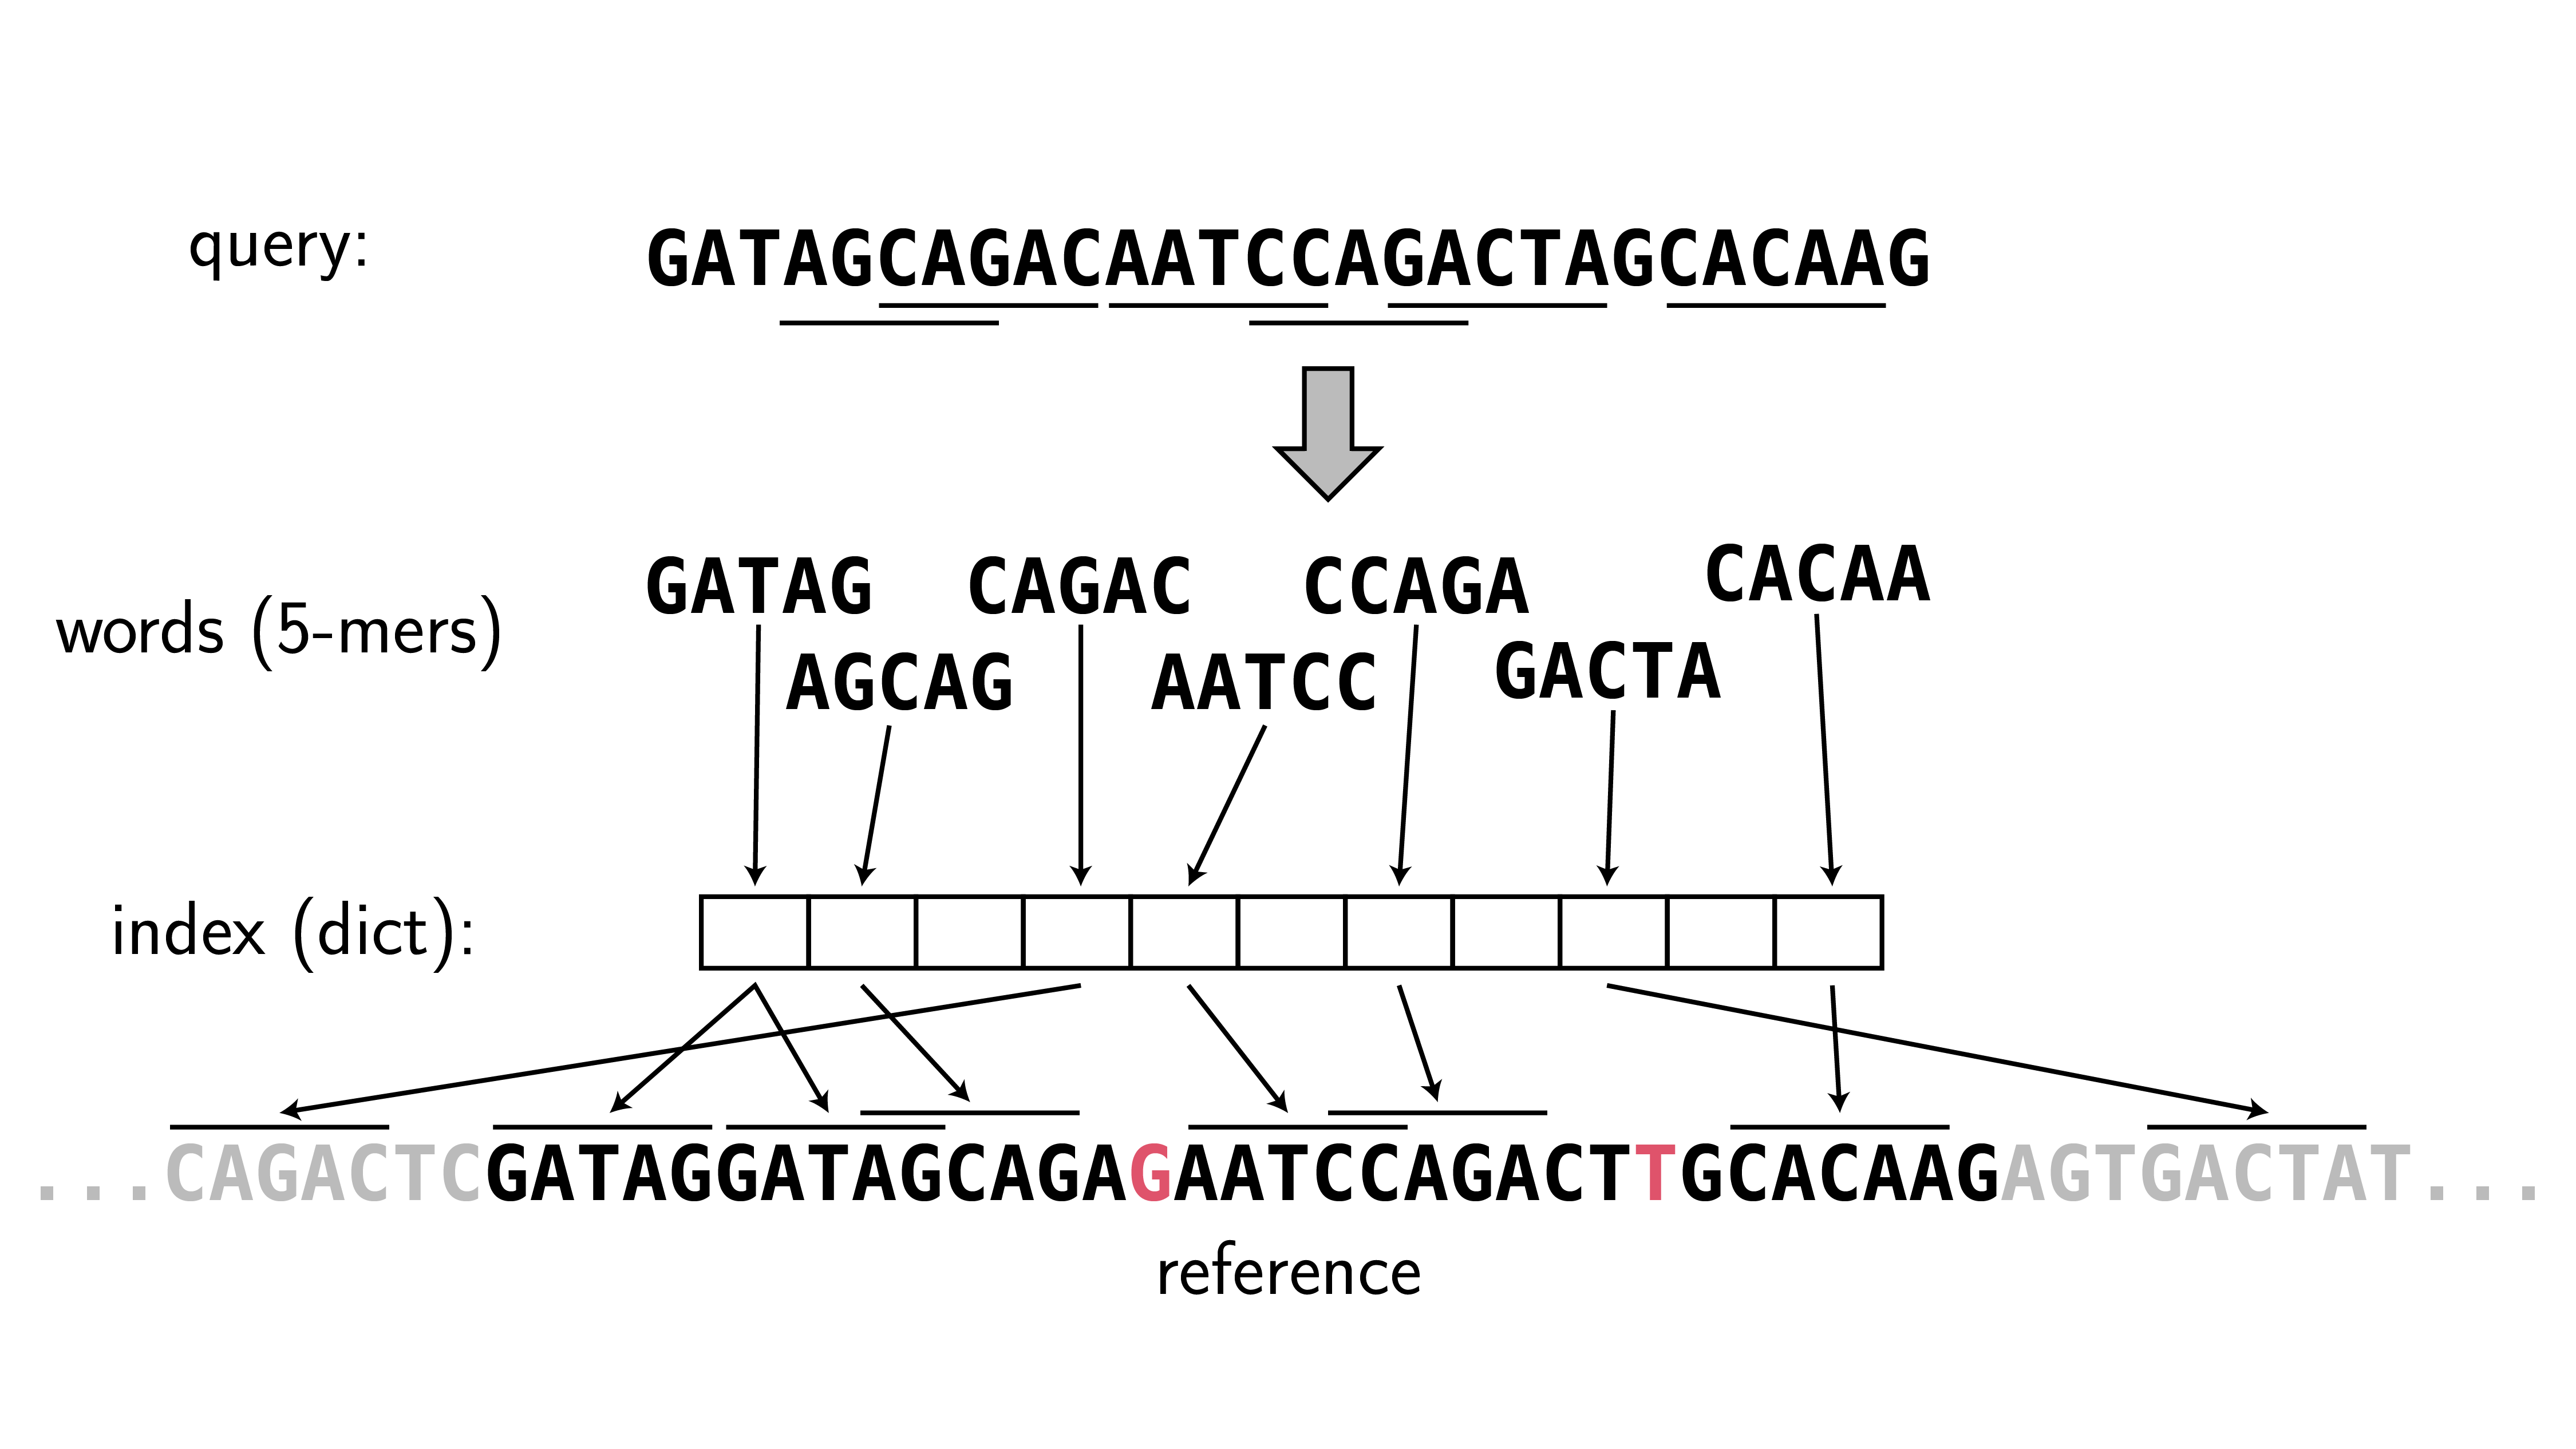 query: GATAGCAGACAATCCAGACTAGCACAAG
words (5-mers)
GATAG CAGAC CCAGA CACAA
AGCAG AATCC GACTA
index (dict):
...CAGACTCGATAGGATAGCAGAGAATCCAGACTTGCACAAGAGTGACTAT...
reference